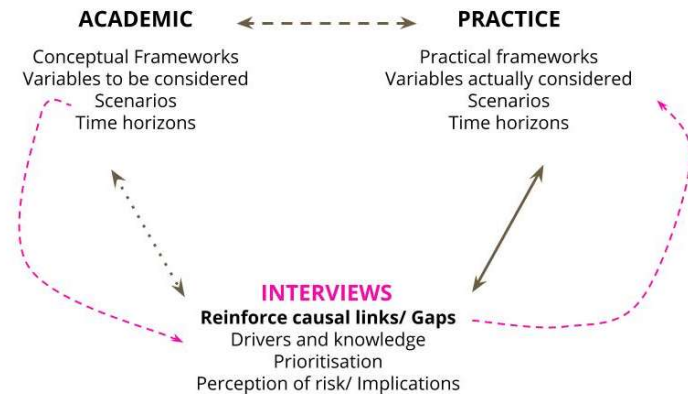 ACADEMIC
Conceptual Frameworks
Variables to be considered
Scenarios
Time horizons
PRACTICE
Practical frameworks
Variables actually considered
Scenarios
Time horizons
INTERVIEWS
Reinforce causal links/ Gaps
Drivers and knowledge
Prioritisation
Perception of risk/ Implications